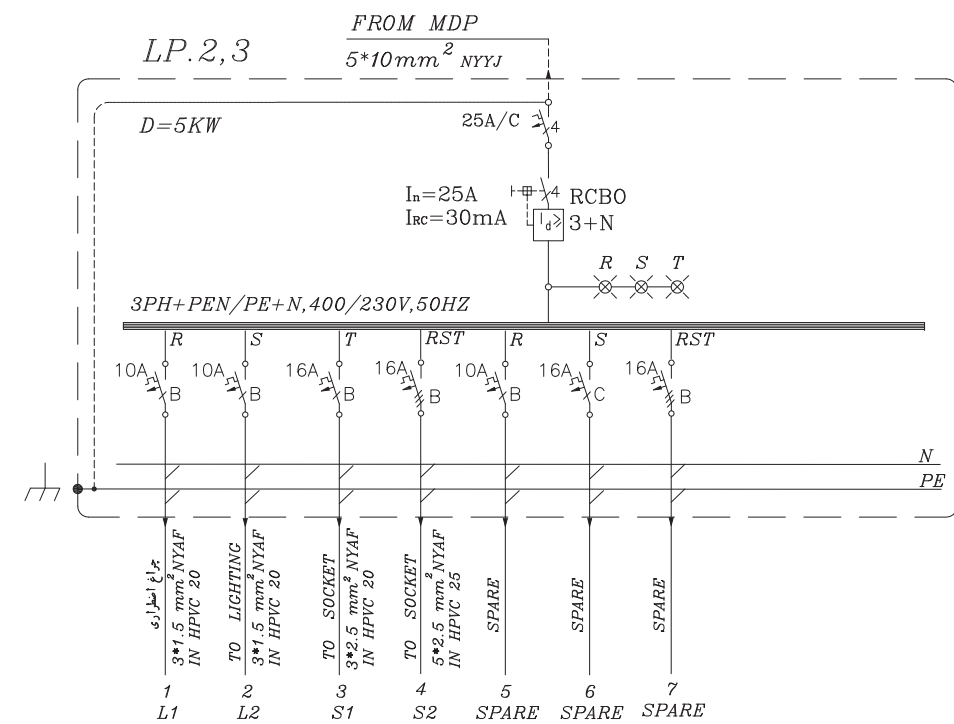 FROM MDP
LP.2,3
5*10mm² NYYJ
D=5KW
25A/C
4
In=25A
IRC=30mA
4
RCBO
3+N
Id≥
R S T
3PH+PEN/PE+N,400/230V,50HZ
R S T RST R S RST
10A 10A 16A 16A 10A 16A 16A
B B B B B C B
N
PE
چراغ اضطراری
3*1.5 mm² NYAF
IN HPVC 20
TO LIGHTING
3*1.5 mm² NYAF
IN HPVC 20
TO SOCKET
3*2.5 mm² NYAF
IN HPVC 20
TO SOCKET
5*2.5 mm² NYAF
IN HPVC 25
SPARE
SPARE
SPARE
1 2 3 4 5 6 7
L1 L2 S1 S2 SPARE SPARE SPARE